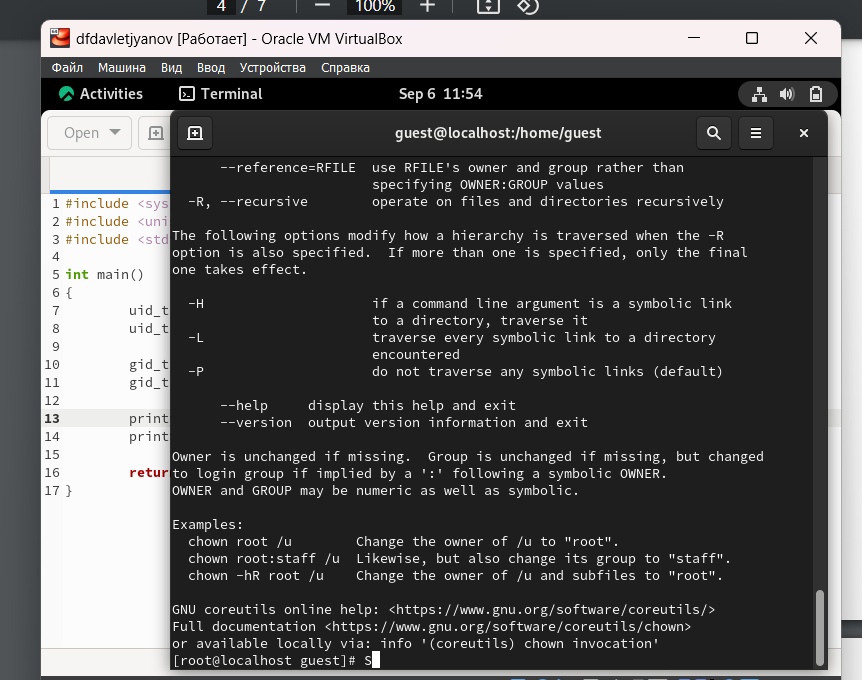 4 / 7 — 100% +
dfdavletjyanov [Работает] - Oracle VM VirtualBox
Файл Машина Вид Ввод Устройства Справка
Activities Terminal Sep 6 11:54
Open
guest@localhost:/home/guest
1 #include <sys
2 #include <uni
3 #include <std
4
5 int main()
6 {
7 uid_t
8 uid_t
9
10 gid_t
11 gid_t
12
13 print
14 print
15
16 retur
17 }
--reference=RFILE use RFILE's owner and group rather than
specifying OWNER:GROUP values
-R, --recursive operate on files and directories recursively
The following options modify how a hierarchy is traversed when the -R
option is also specified. If more than one is specified, only the final
one takes effect.
-H if a command line argument is a symbolic link
to a directory, traverse it
-L traverse every symbolic link to a directory
encountered
-P do not traverse any symbolic links (default)
--help display this help and exit
--version output version information and exit
Owner is unchanged if missing. Group is unchanged if missing, but changed
to login group if implied by a ':' following a symbolic OWNER.
OWNER and GROUP may be numeric as well as symbolic.
Examples:
chown root /u Change the owner of /u to "root".
chown root:staff /u Likewise, but also change its group to "staff".
chown -hR root /u Change the owner of /u and subfiles to "root".
GNU coreutils online help: <https://www.gnu.org/software/coreutils/>
Full documentation <https://www.gnu.org/software/coreutils/chown>
or available locally via: info '(coreutils) chown invocation'
[root@localhost guest]# S